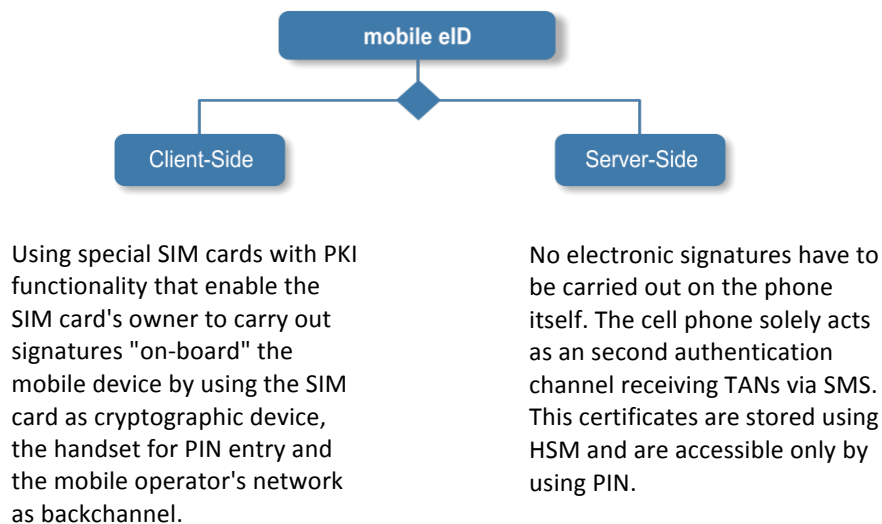 mobile eID
Client-Side
Server-Side
Using special SIM cards with PKI
functionality that enable the
SIM card's owner to carry out
signatures "on-board" the
mobile device by using the SIM
card as cryptographic device,
the handset for PIN entry and
the mobile operator's network
as backchannel.
No electronic signatures have to
be carried out on the phone
itself. The cell phone solely acts
as an second authentication
channel receiving TANs via SMS.
This certificates are stored using
HSM and are accessible only by
using PIN.